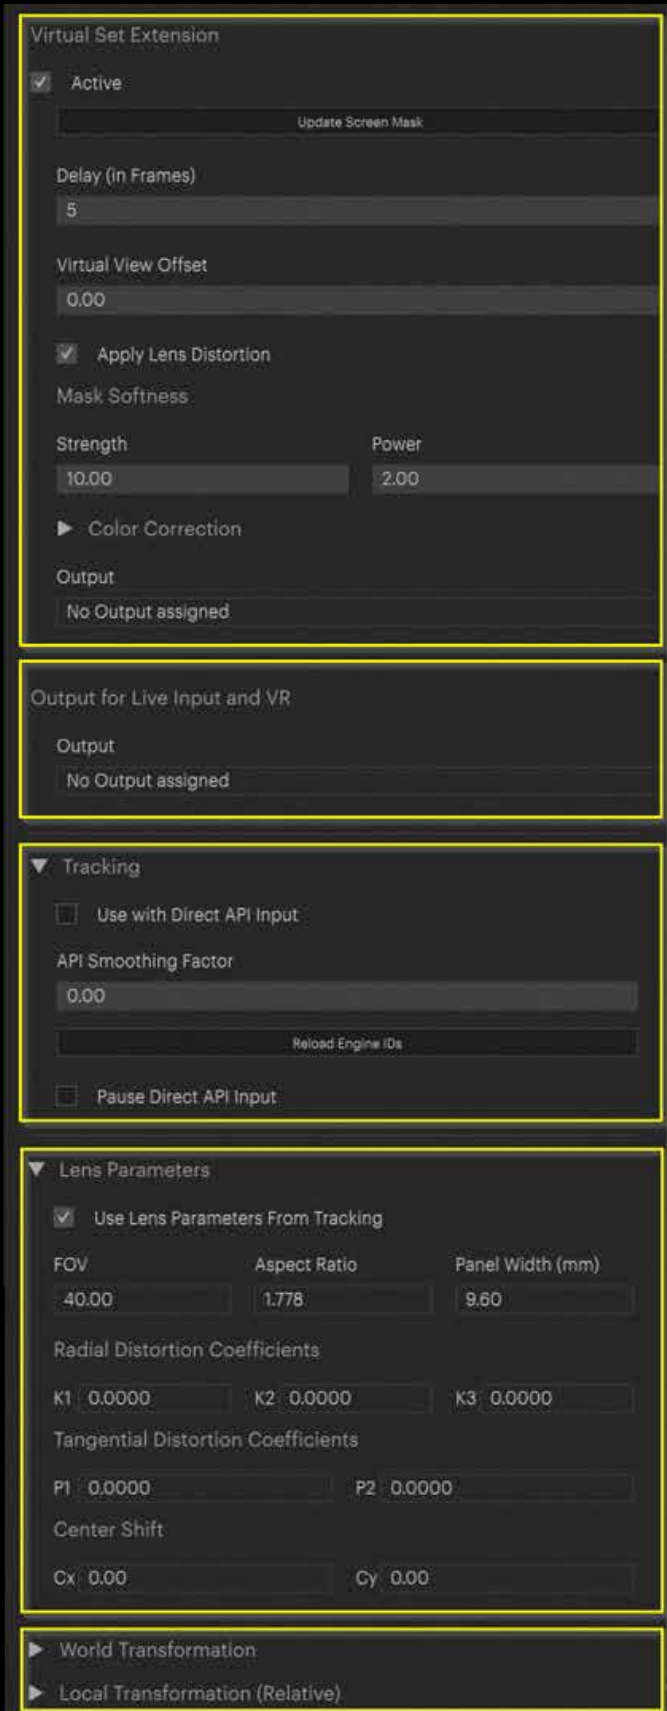 Virtual Set Extension
Active
Update Screen Mask
Delay (in Frames)
5
Virtual View Offset
0.00
Apply Lens Distortion
Mask Softness
Strength Power
10.00 2.00
Color Correction
Output
No Output assigned
Output for Live Input and VR
Output
No Output assigned
Tracking
Use with Direct API Input
API Smoothing Factor
0.00
Reload Engine IDs
Pause Direct API Input
Lens Parameters
Use Lens Parameters From Tracking
FOV Aspect Ratio Panel Width (mm)
40.00 1.778 9.60
Radial Distortion Coefficients
K1 0.0000 K2 0.0000 K3 0.0000
Tangential Distortion Coefficients
P1 0.0000 P2 0.0000
Center Shift
Cx 0.00 Cy 0.00
World Transformation
Local Transformation (Relative)